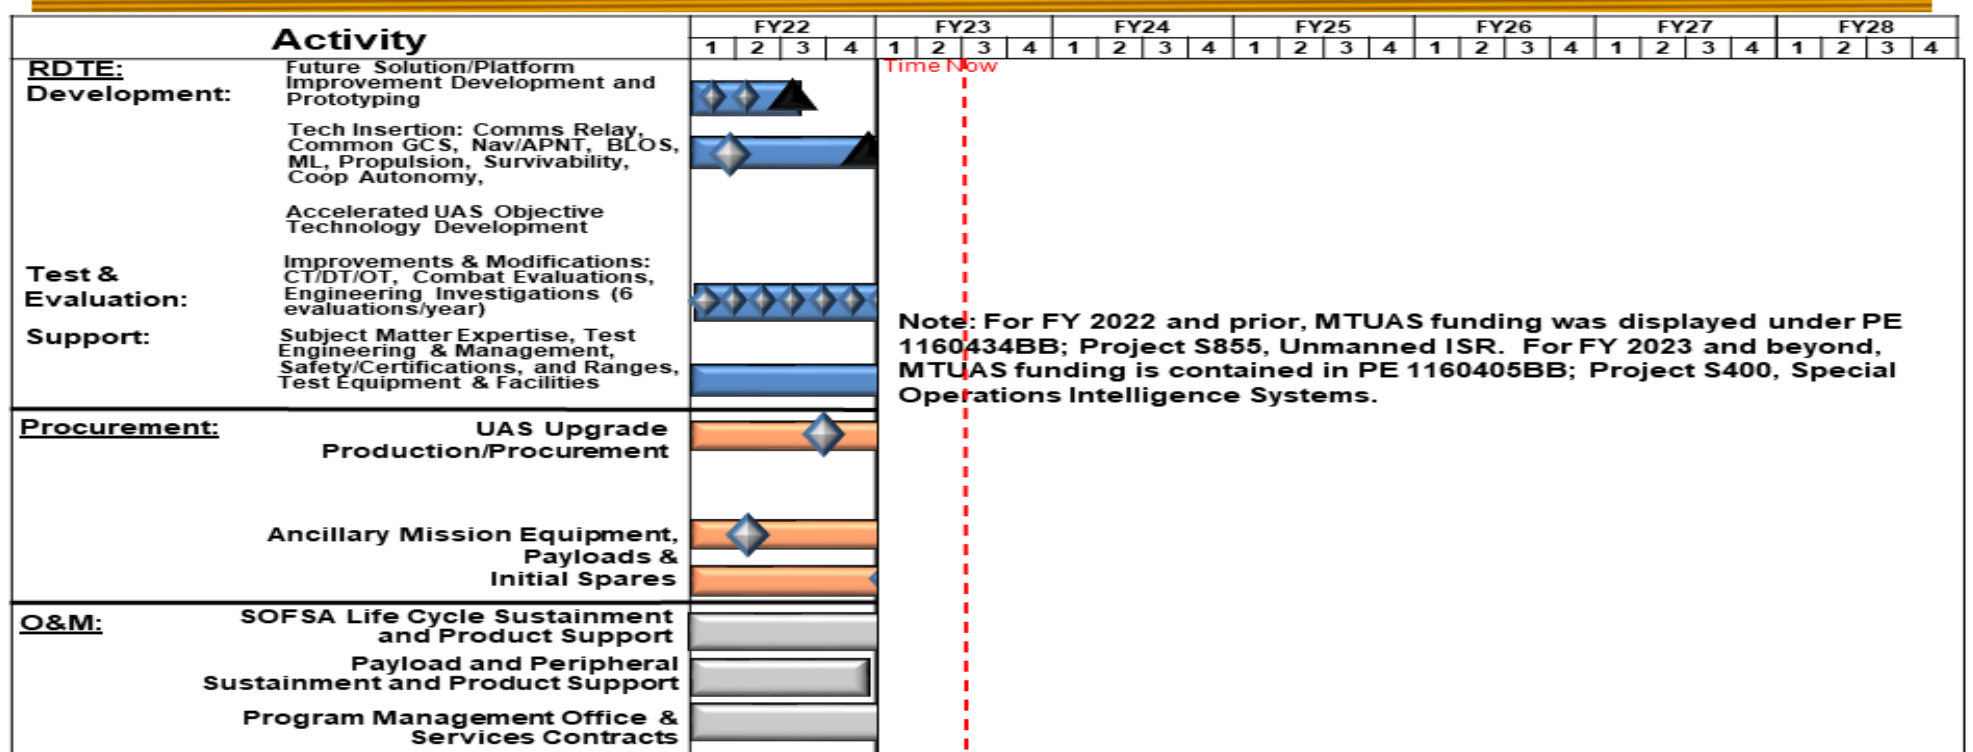 Activity
FY22 FY23 FY24 FY25 FY26 FY27 FY28
1 2 3 4 1 2 3 4 1 2 3 4 1 2 3 4 1 2 3 4 1 2 3 4 1 2 3 4
Time Now
RDTE:
Development:
Future Solution/Platform
Improvement Development and
Prototyping
Tech Insertion: Comms Relay,
Common GCS, Nav/APNT, BLOS,
ML, Propulsion, Survivability,
Coop Autonomy,
Accelerated UAS Objective
Technology Development
Test &
Evaluation:
Improvements & Modifications:
CT/DT/OT, Combat Evaluations,
Engineering Investigations (6
evaluations/year)
Support:
Subject Matter Expertise, Test
Engineering & Management,
Safety/Certifications, and Ranges,
Test Equipment & Facilities
Note: For FY 2022 and prior, MTUAS funding was displayed under PE
1160434BB; Project S855, Unmanned ISR. For FY 2023 and beyond,
MTUAS funding is contained in PE 1160405BB; Project S400, Special
Operations Intelligence Systems.
Procurement:
UAS Upgrade
Production/Procurement
Ancillary Mission Equipment,
Payloads &
Initial Spares
O&M:
SOFSA Life Cycle Sustainment
and Product Support
Payload and Peripheral
Sustainment and Product Support
Program Management Office &
Services Contracts